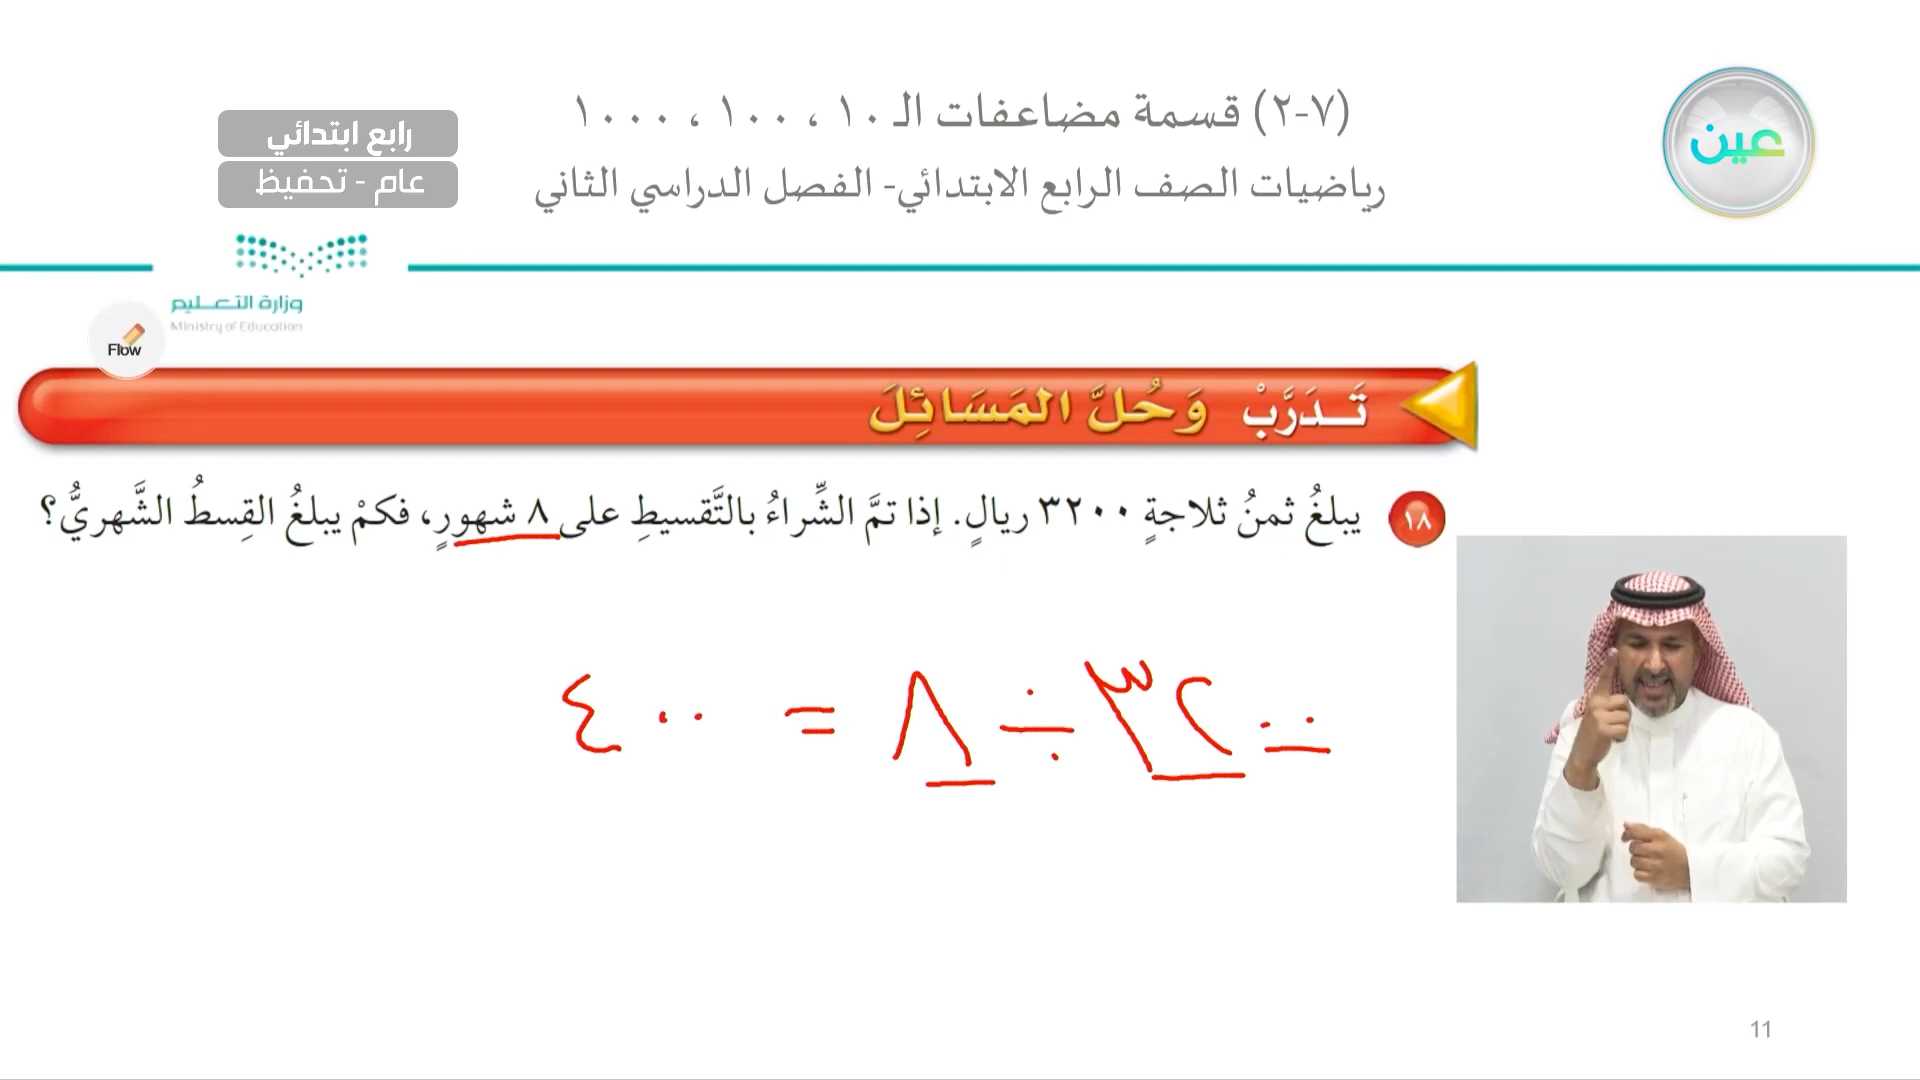 (٧-٢) قسمة مضاعفات الـ ١٠ ، ١٠٠ ، ١٠٠٠
رياضيات الصف الرابع الابتدائي- الفصل الدراسي الثاني
عين
رابع ابتدائي
عام - تحفيظ
وزارة التعليم
Ministry of Education
Flow
تَدَرَّبْ وَحُلَّ المَسَائِلَ
١٨ يبلغُ ثمنُ ثلاجةٍ ٣٢٠٠ ريالٍ. إذا تمَّ الشِّراءُ بالتَّقسيطِ على ٨ شهورٍ، فكمْ يبلغُ القِسطُ الشَّهريُّ؟
٣٢٠٠ ÷ ٨ = ٤٠٠
11